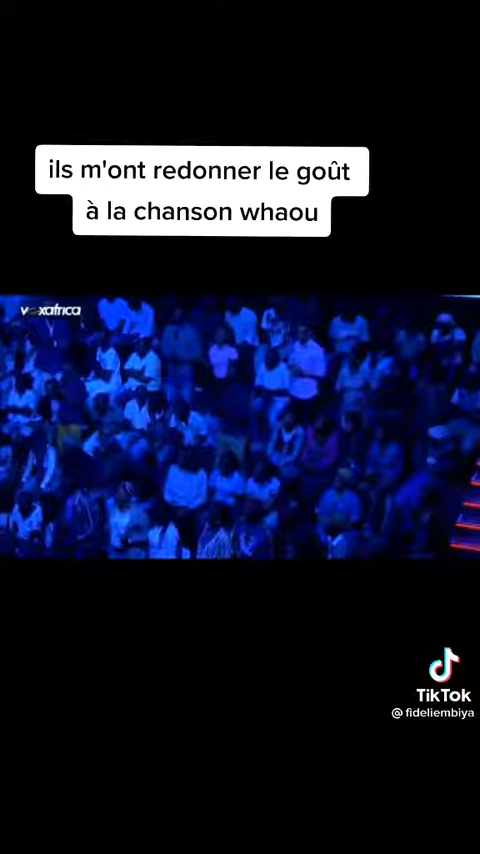 ils m'ont redonner le goût
à la chanson whaou
voxafrica
TikTok
@ fideliembiya